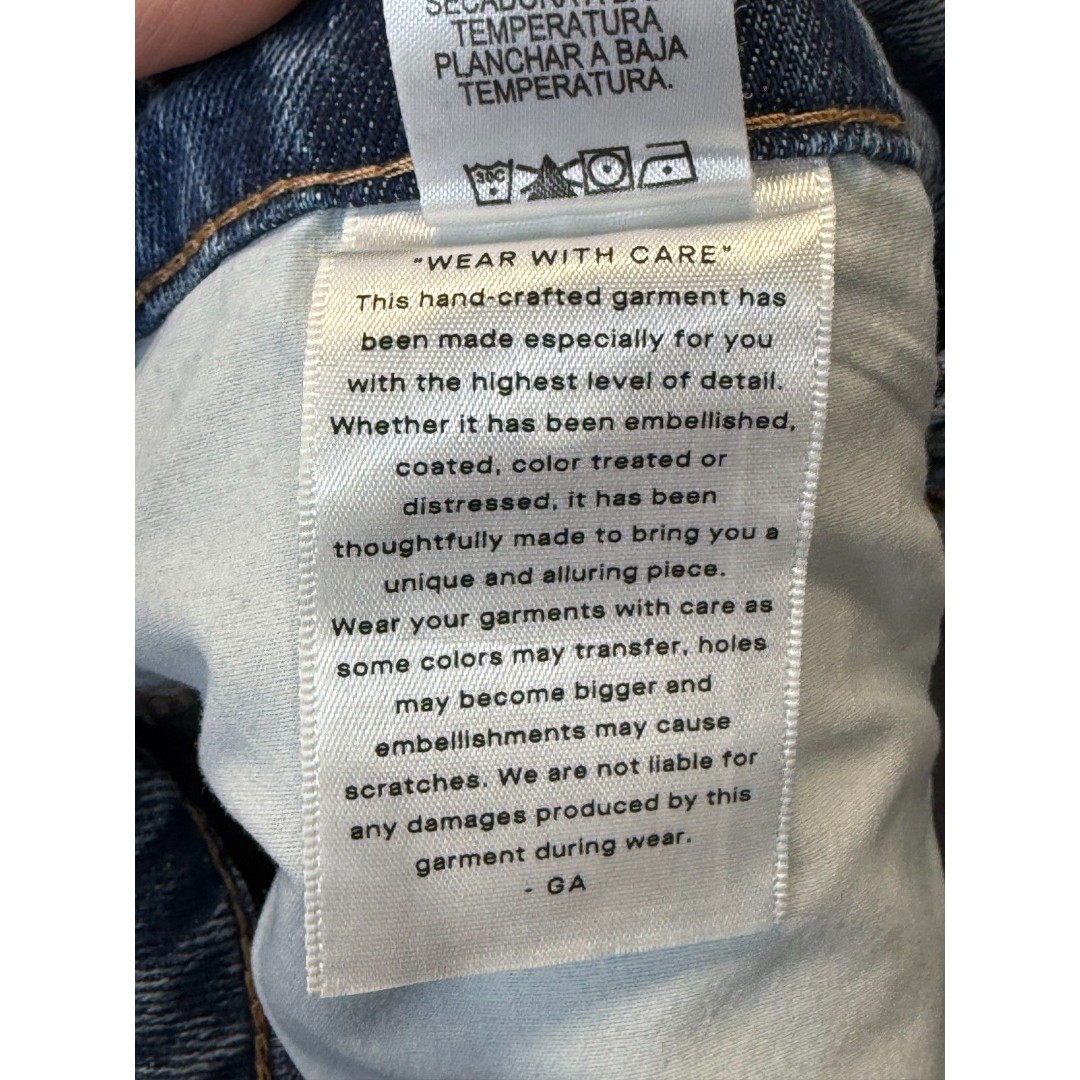 TEMPERATURA
PLANCHAR A BAJA
TEMPERATURA.
30C
"WEAR WITH CARE"
This hand-crafted garment has
been made especially for you
with the highest level of detail.
Whether it has been embellished,
coated, color treated or
distressed, it has been
thoughtfully made to bring you a
unique and alluring piece.
Wear your garments with care as
some colors may transfer, holes
may become bigger and
embellishments may cause
scratches. We are not liable for
any damages produced by this
garment during wear.
- GA